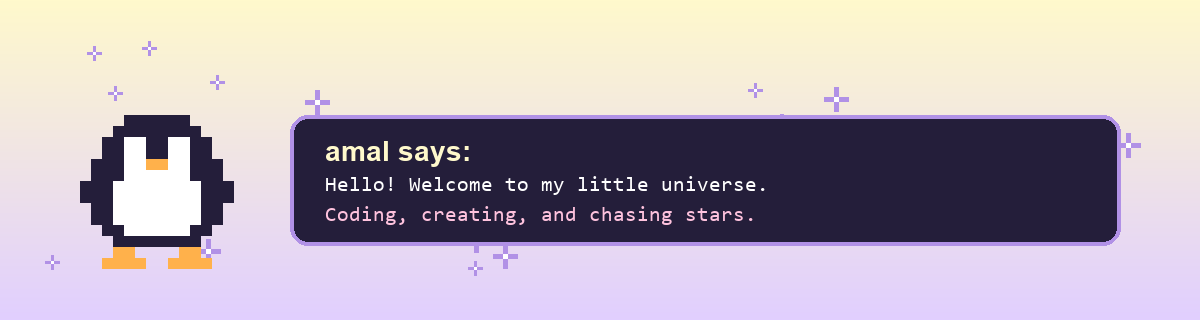 amal says:
Hello! Welcome to my little universe.
Coding, creating, and chasing stars.